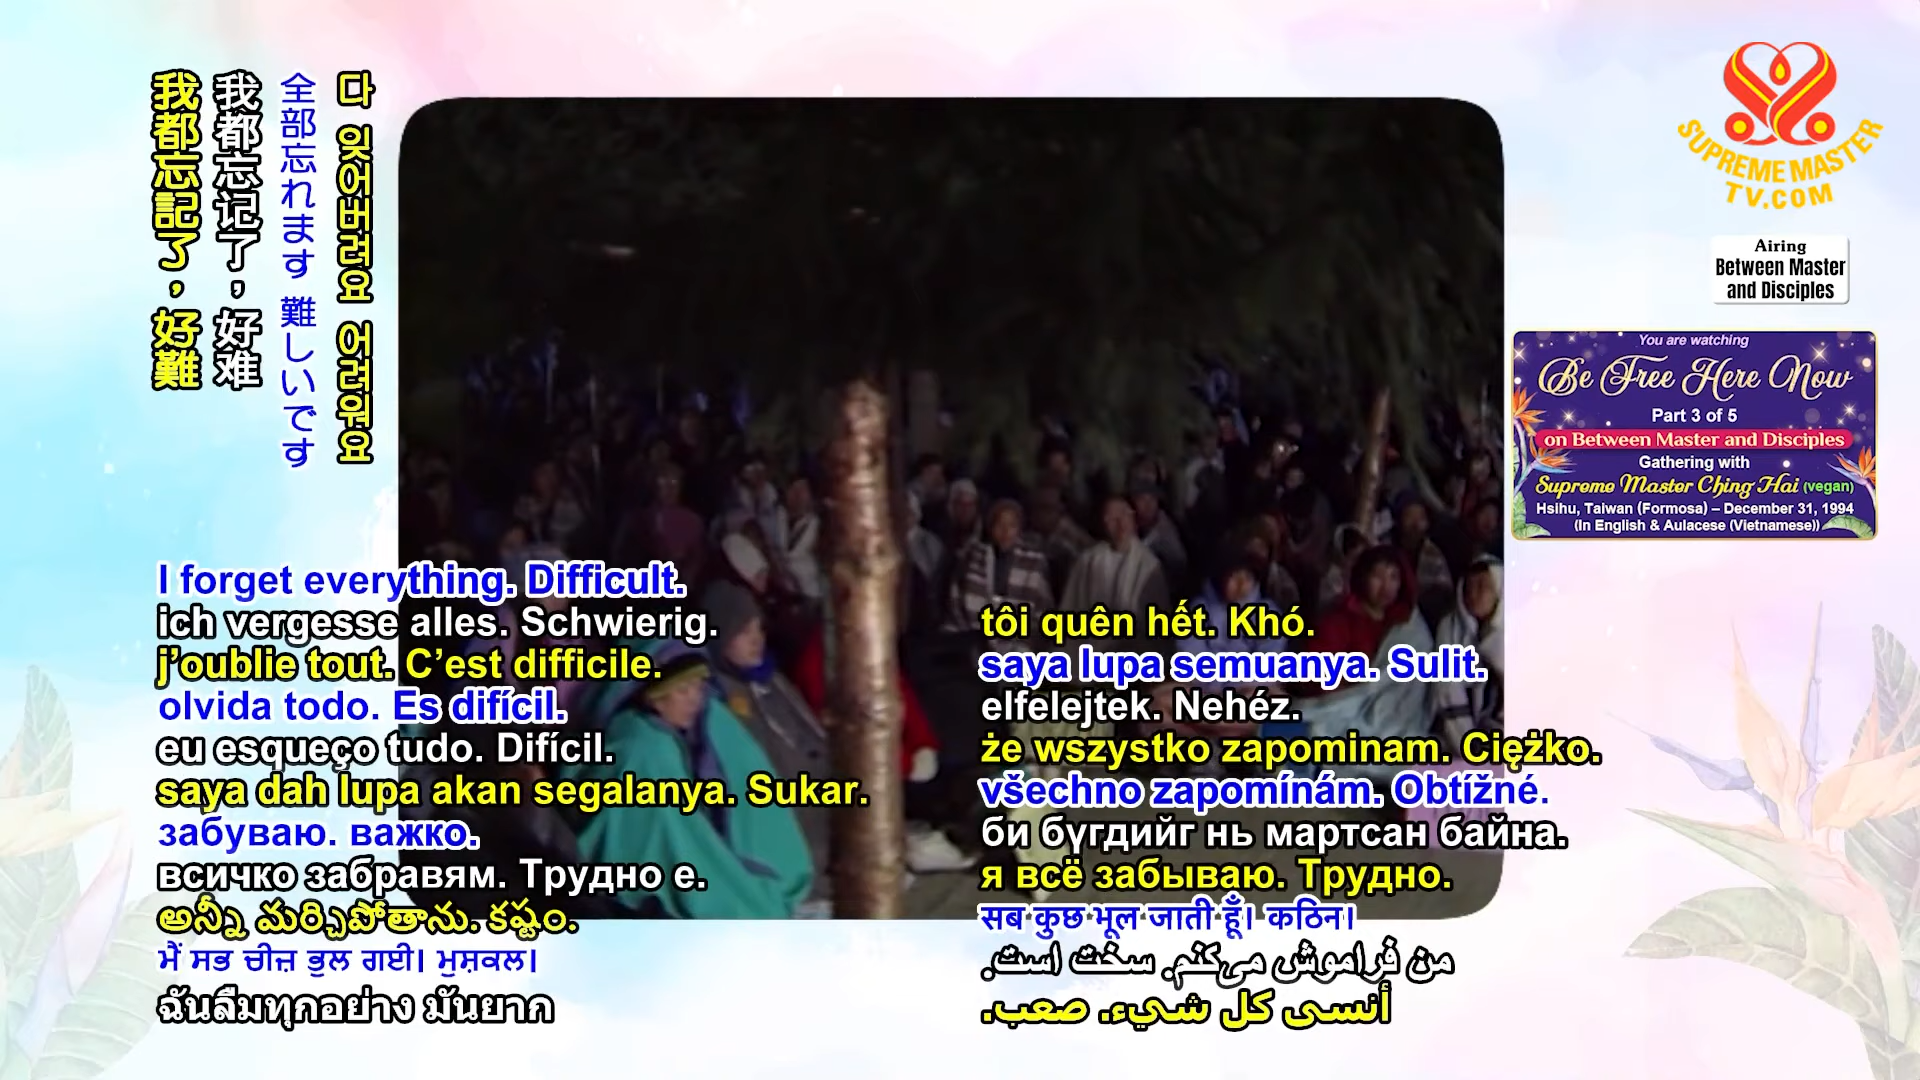 我都忘記了，好難
我都忘记了，好难
全部忘れます 難しいです
다 잊어버려요 어려워요
SUPREME MASTER
TV.COM
Airing
Between Master
and Disciples
You are watching
Be Free Here Now
Part 3 of 5
on Between Master and Disciples
Gathering with
Supreme Master Ching Hai (vegan)
Hsihu, Taiwan (Formosa) – December 31, 1994
(In English & Aulacese (Vietnamese))
I forget everything. Difficult.
ich vergesse alles. Schwierig.
j’oublie tout. C’est difficile.
olvida todo. Es difícil.
eu esqueço tudo. Difícil.
saya dah lupa akan segalanya. Sukar.
забуваю. важко.
всичко забравям. Трудно е.
అన్నీ మర్చిపోతాను. కష్టం.
ਮੈਂ ਸਭ ਚੀਜ਼ ਭੁਲ ਗਈ। ਮੁਸ਼ਕਲ।
ฉันลืมทุกอย่าง มันยาก
tôi quên hết. Khó.
saya lupa semuanya. Sulit.
elfelejtek. Nehéz.
że wszystko zapominam. Ciężko.
všechno zapomínám. Obtížné.
би бүгдийг нь мартсан байна.
я всё забываю. Трудно.
सब कुछ भूल जाती हूँ। कठिन।
من فراموش می‌کنم. سخت است.
أنسى كل شيء. صعب.